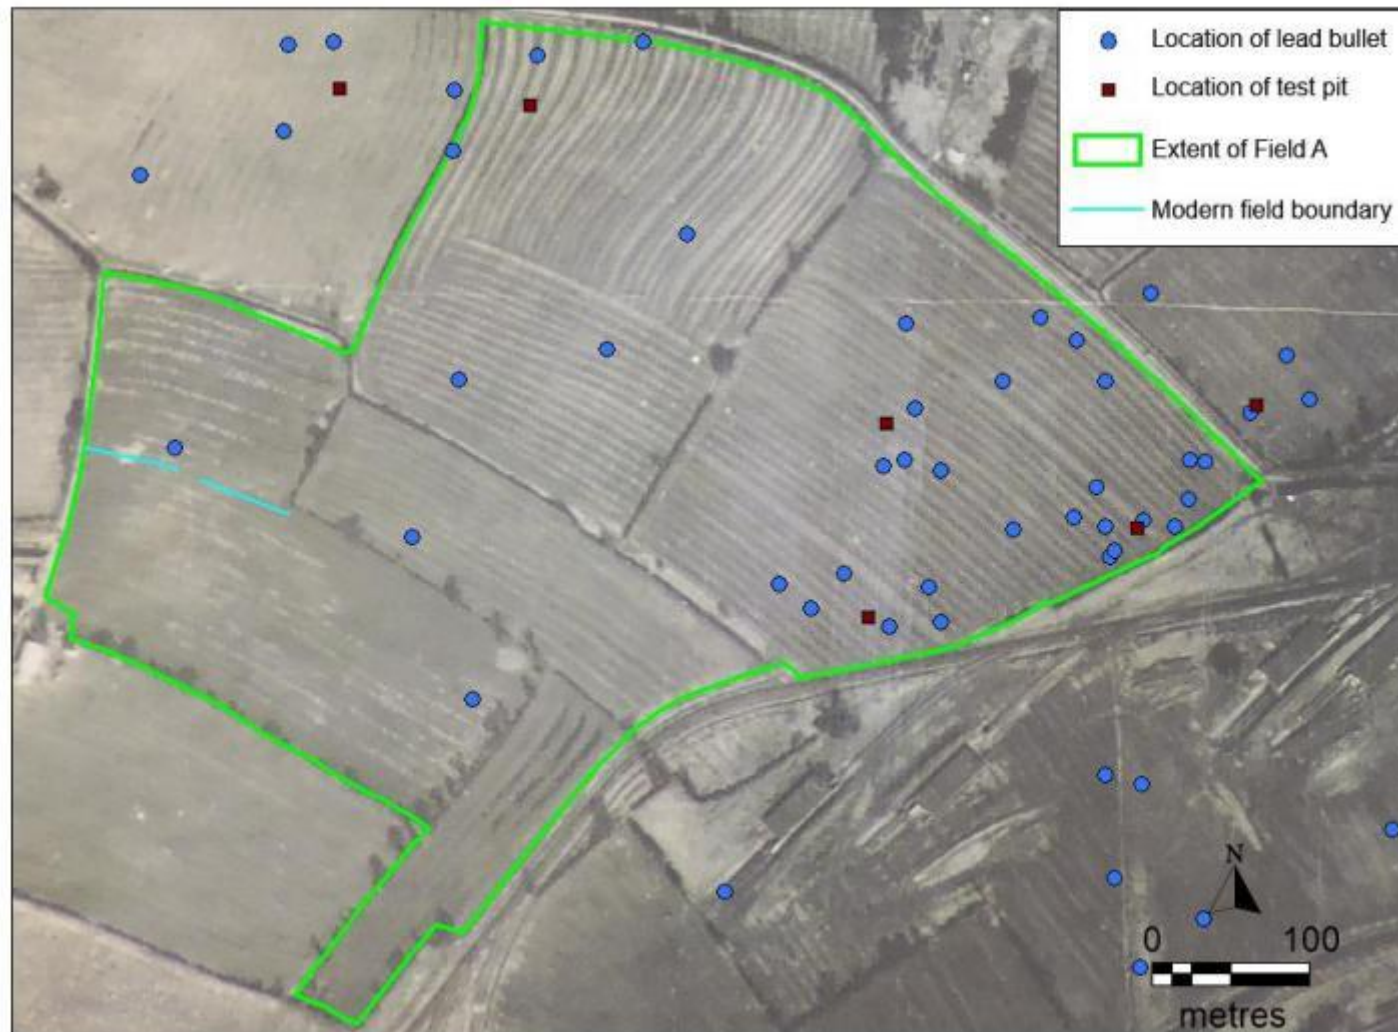 Location of lead bullet
Location of test pit
Extent of Field A
Modern field boundary
N
0 100
metres